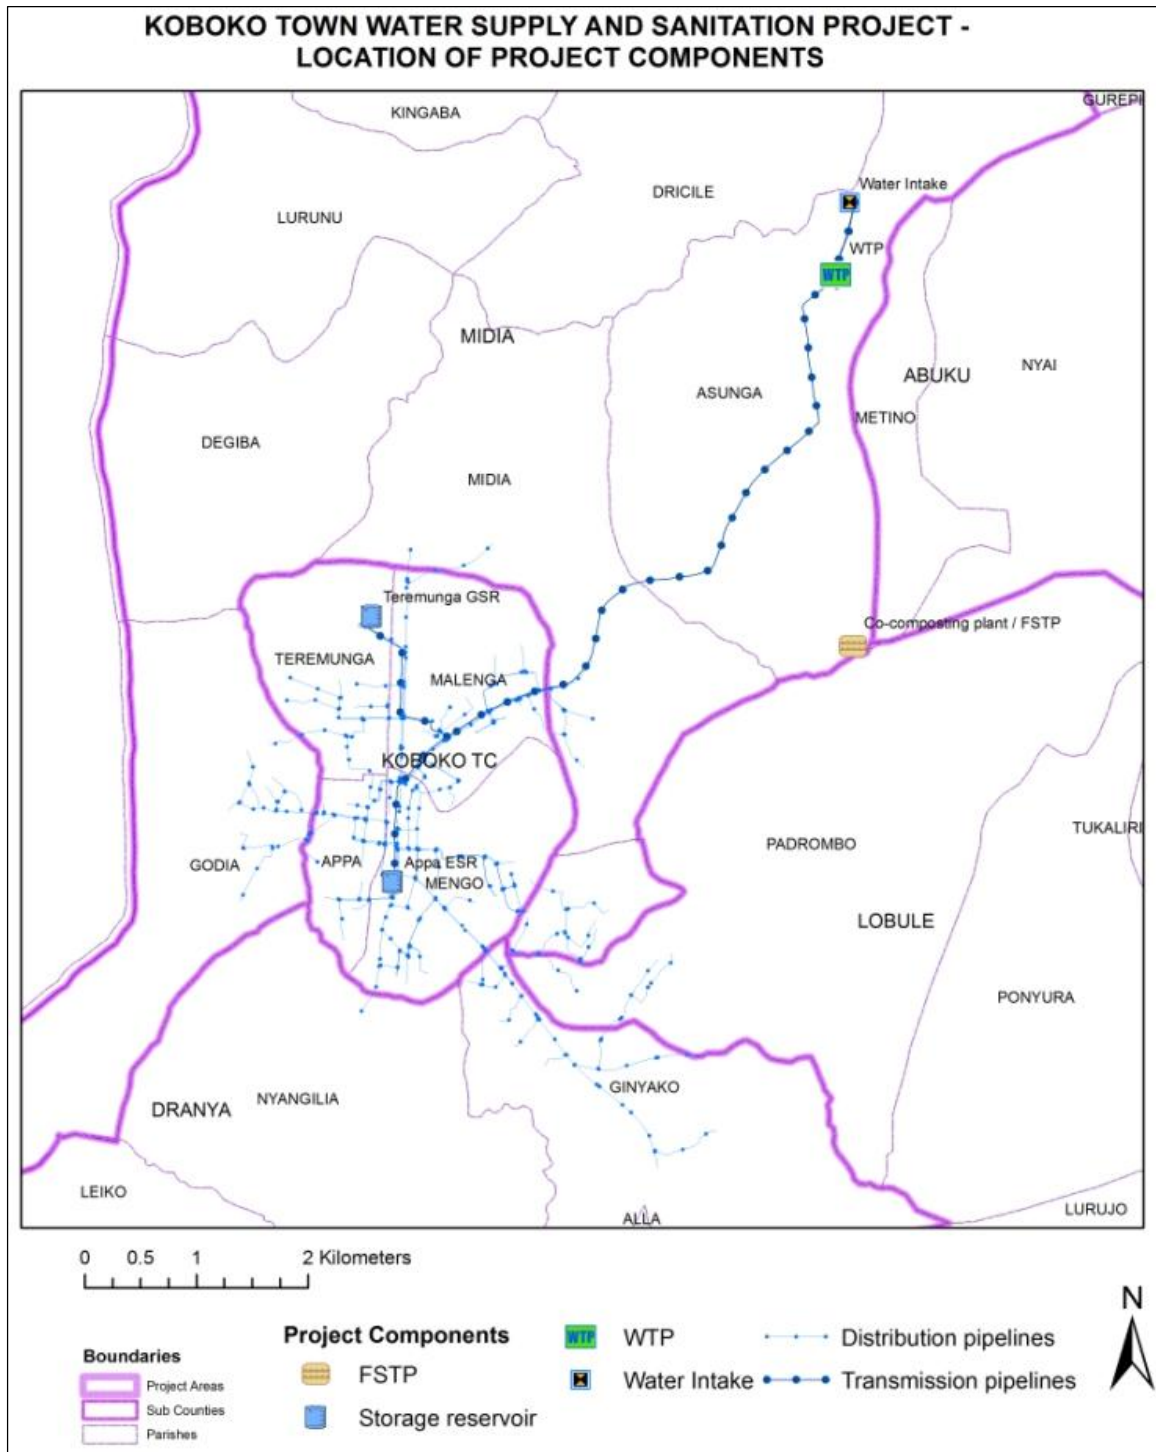 KOBOKO TOWN WATER SUPPLY AND SANITATION PROJECT -
LOCATION OF PROJECT COMPONENTS
GUREPI
KINGABA
Water Intake
DRICILE
LURUNU
WTP
WTP
MIDIA
ABUKU
NYAI
ASUNGA
METINO
DEGIBA
MIDIA
Teremunga GSR
Co-composting plant / FSTP
TEREMUNGA
MALENGA
KOBOKO TC
TUKALIRI
PADROMBO
GODIA
APPA
Appa ESR
MENGO
LOBULE
PONYURA
GINYAKO
NYANGILIA
DRANYA
LEIKO
LURUJO
ALLA
0 0.5 1 2 Kilometers
N
Project Components
WTP WTP
Distribution pipelines
Boundaries
FSTP
Water Intake
Transmission pipelines
Project Areas
Sub Counties
Storage reservoir
Parishes